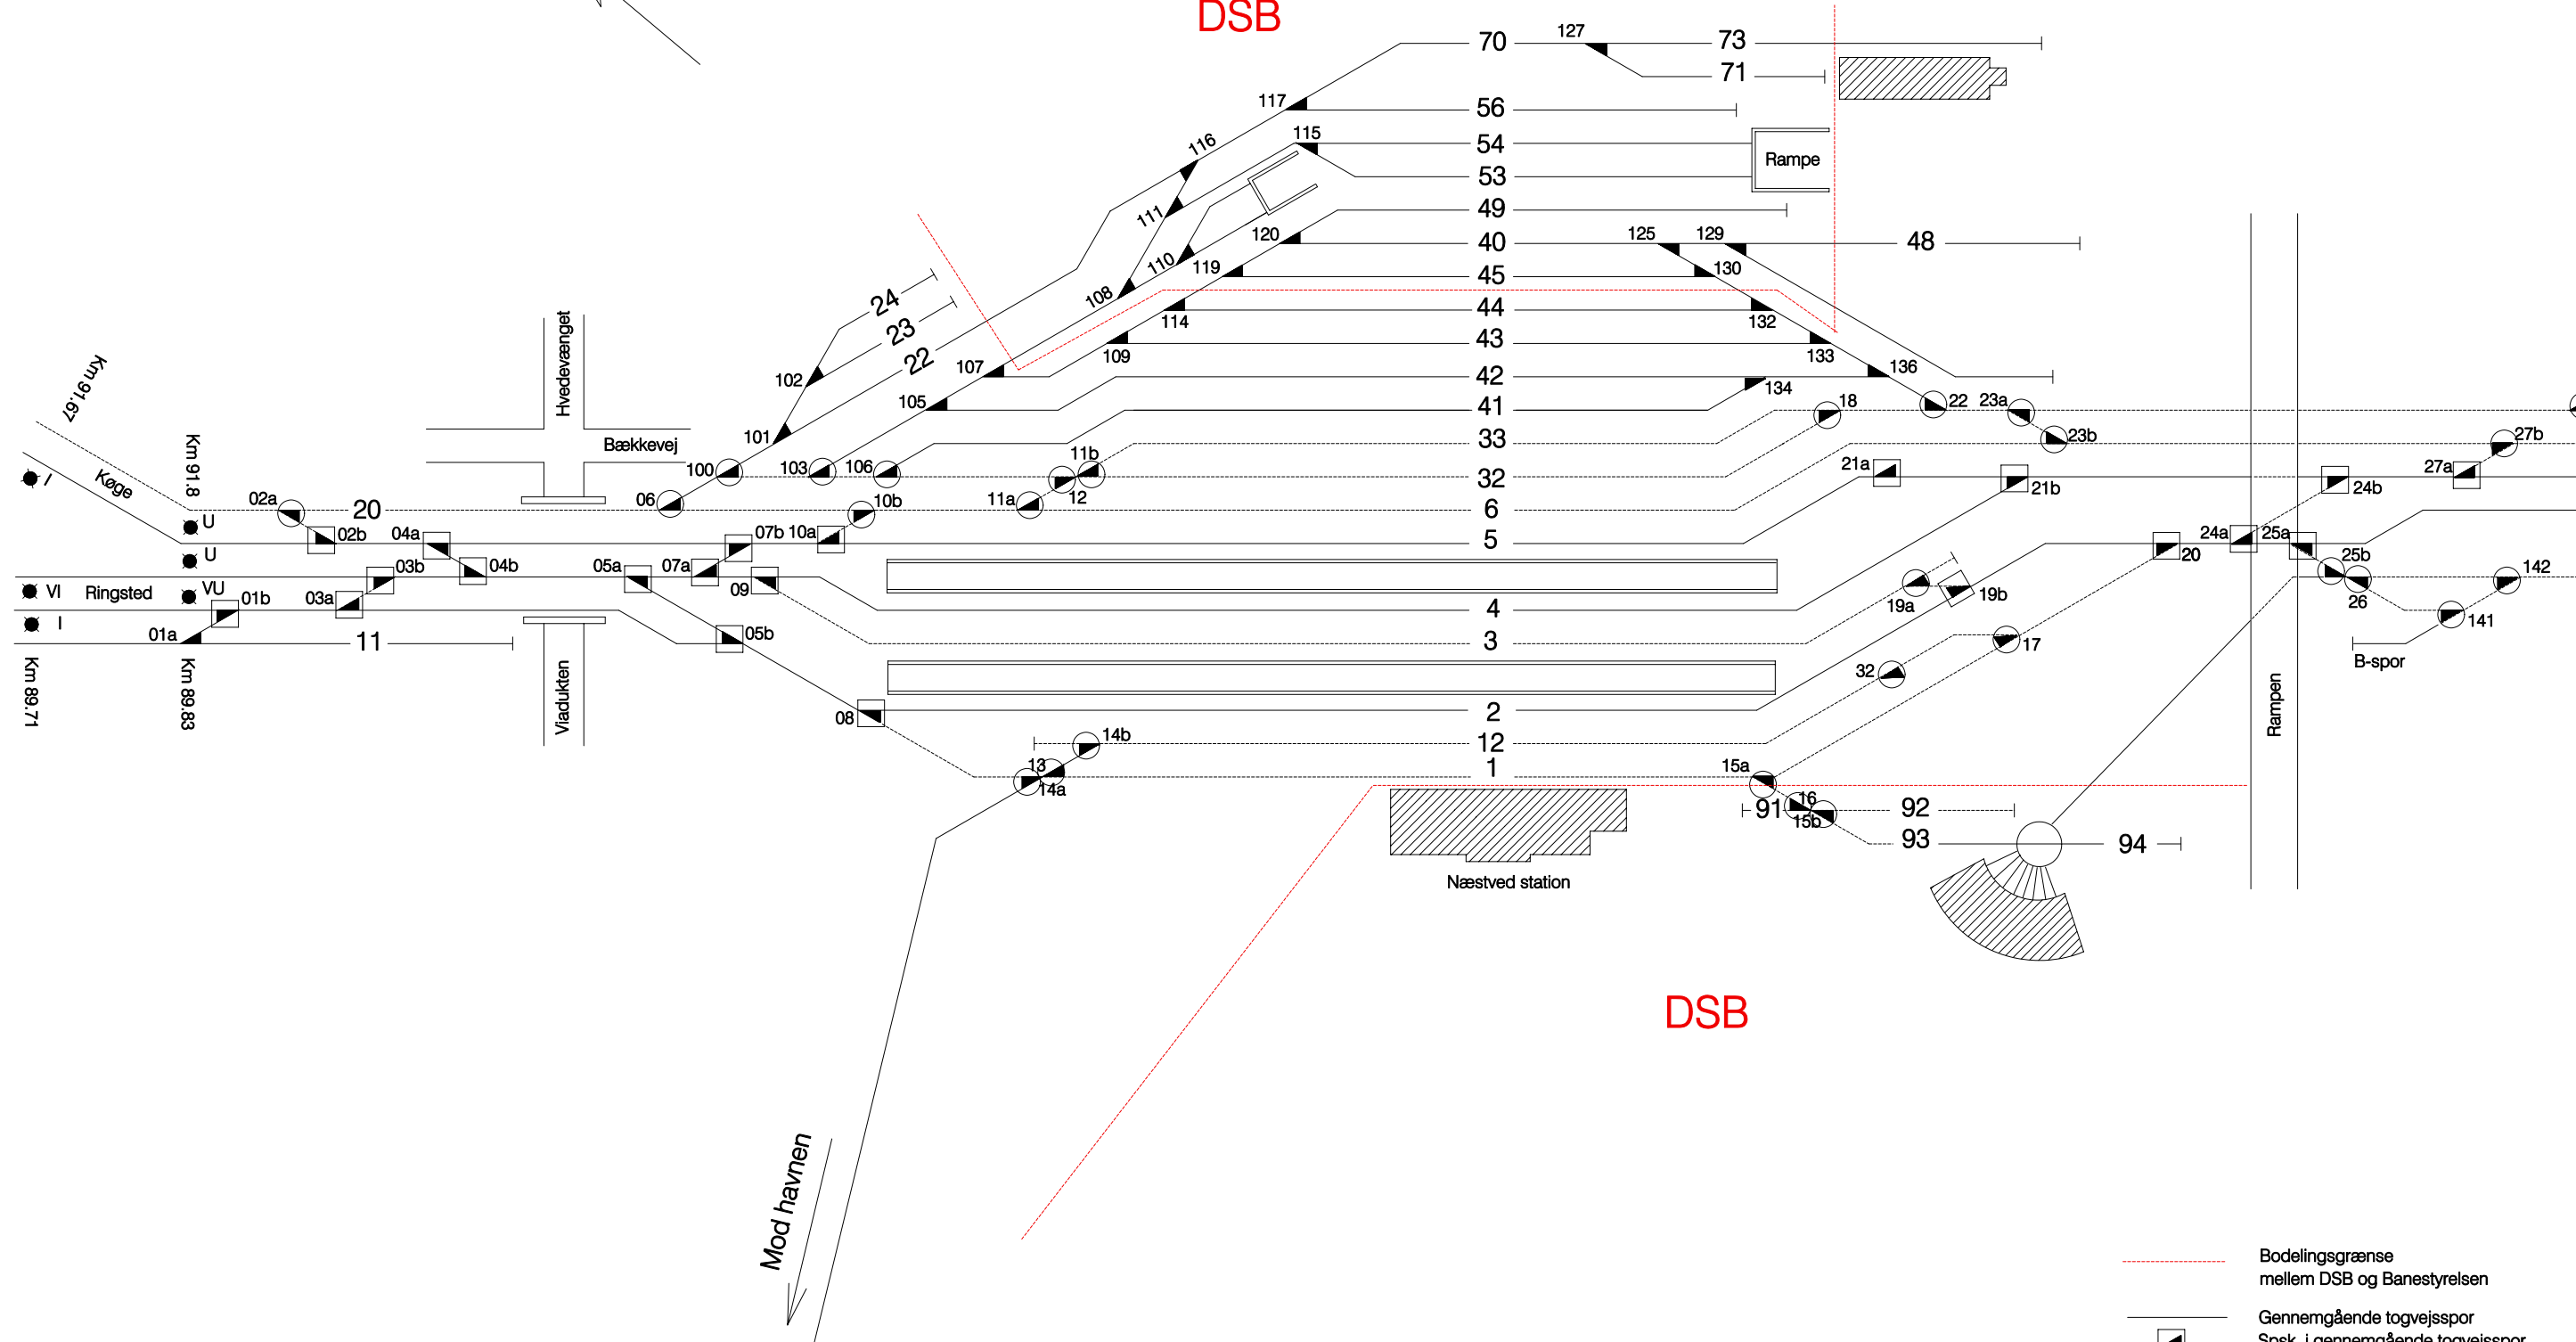 DSB
70
127
73
71
117
56
116
115
54
Rampe
53
111
49
120
40
125
129
48
110
119
45
130
24
108
44
114
132
23
43
Hvedevænget
109
133
22
107
136
102
42
134
Km 91.67
105
41
18
22
23a
101
33
23b
27b
Bækkevej
11b
Km 91.8
100
103
106
32
21a
27a
I
Køge
12
21b
24b
02a
20
06
10b
11a
6
U
02b
04a
07b
10a
5
24a
25a
20
25b
U
03b
04b
05a
07a
09
142
VI
Ringsted
VU
19a
19b
26
01b
03a
4
I
01a
11
05b
3
17
141
B-spor
32
Km 89.71
Km 89.83
Viadukten
Rampen
08
2
14b
12
13
1
15a
14a
16
91
92
15b
93
94
Næstved station
DSB
Mod havnen
Bodelingsgrænse
mellem DSB og Banestyrelsen
Gennemgående togvejsspor
Spsk. i gennemgående togvejsspor